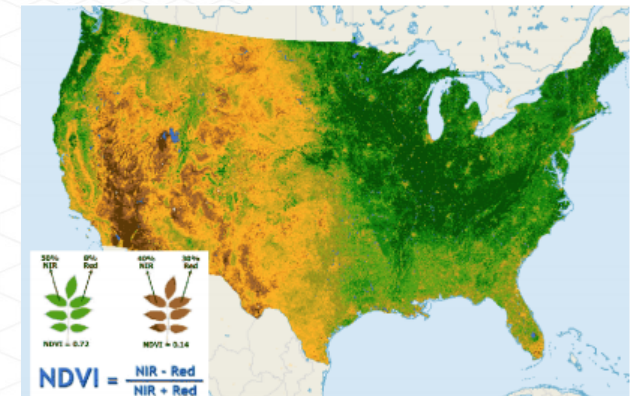 50% 8% 40% 30%
NIR Red NIR Red
NDVI = 0.72 NDVI = 0.14
NDVI = NIR - Red
NIR + Red